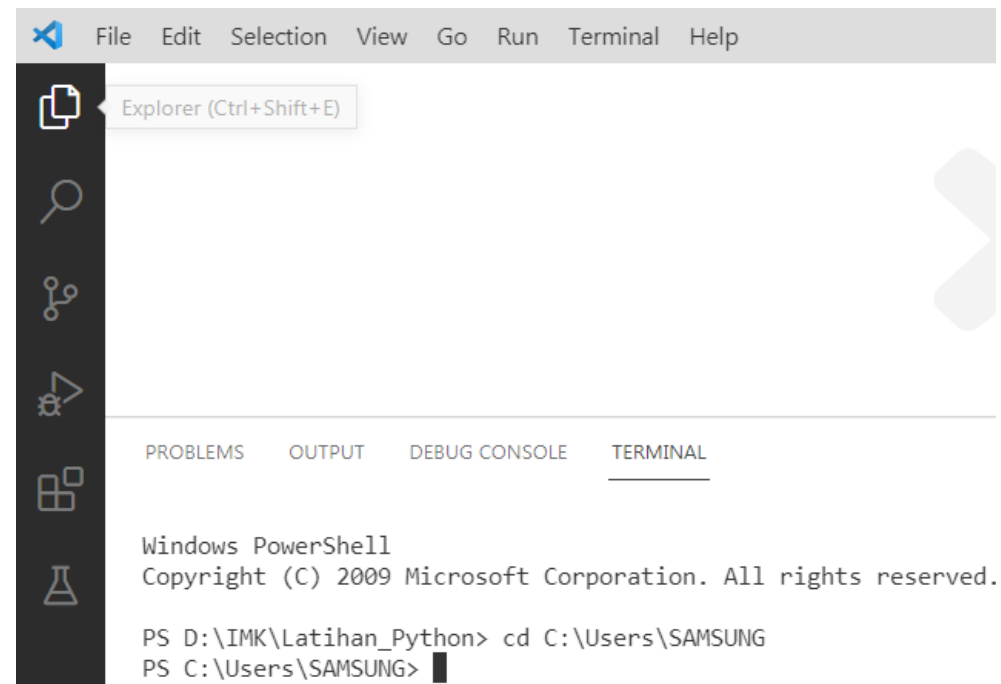 File Edit Selection View Go Run Terminal Help
Explorer (Ctrl+Shift+E)
PROBLEMS OUTPUT DEBUG CONSOLE TERMINAL
Windows PowerShell
Copyright (C) 2009 Microsoft Corporation. All rights reserved.
PS D:\IMK\Latihan_Python> cd C:\Users\SAMSUNG
PS C:\Users\SAMSUNG>